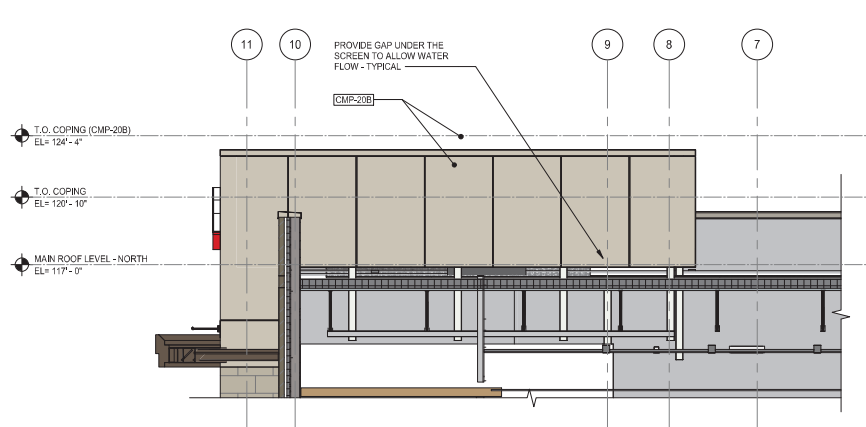 11
10
PROVIDE GAP UNDER THE
SCREEN TO ALLOW WATER
FLOW - TYPICAL
9
8
7
CMP-20B
T.O. COPING (CMP-20B)
EL= 124' - 4"
T.O. COPING
EL= 120' - 10"
MAIN ROOF LEVEL - NORTH
EL= 117' - 0"